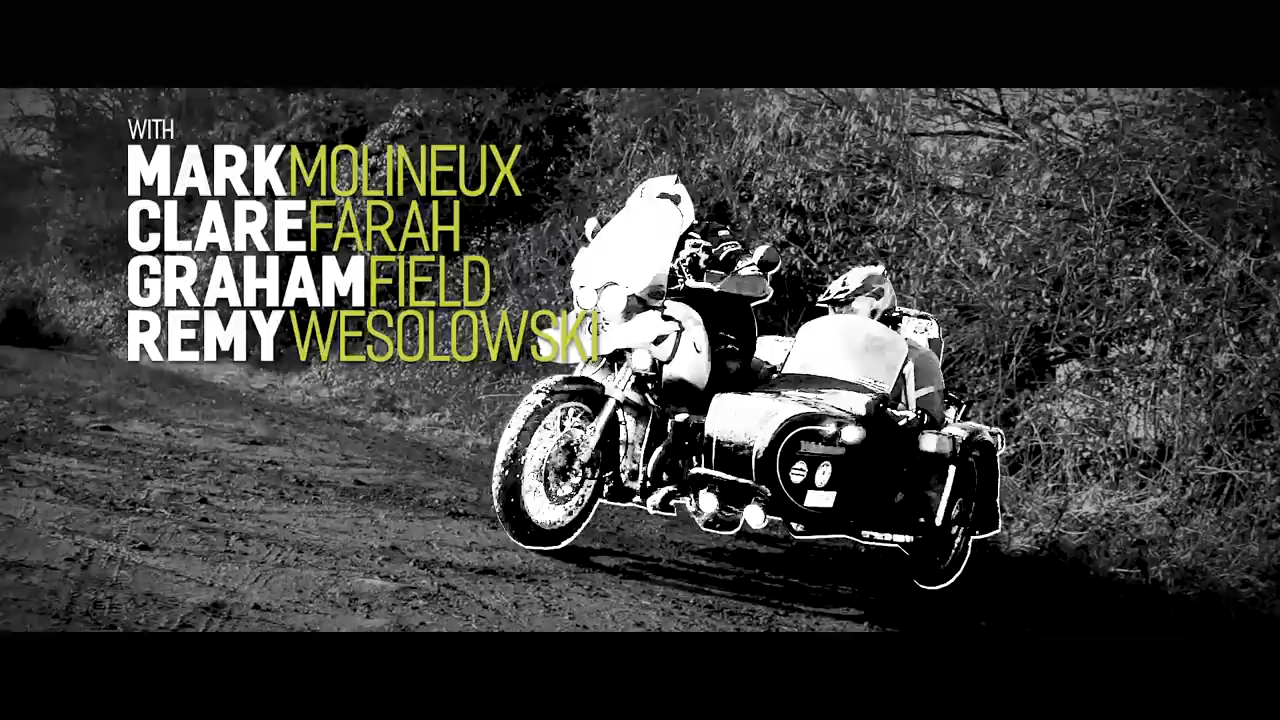 WITH
MARKMOLINEUX
CLAREFARAH
GRAHAMFIELD
REMYWESOLOWSKI